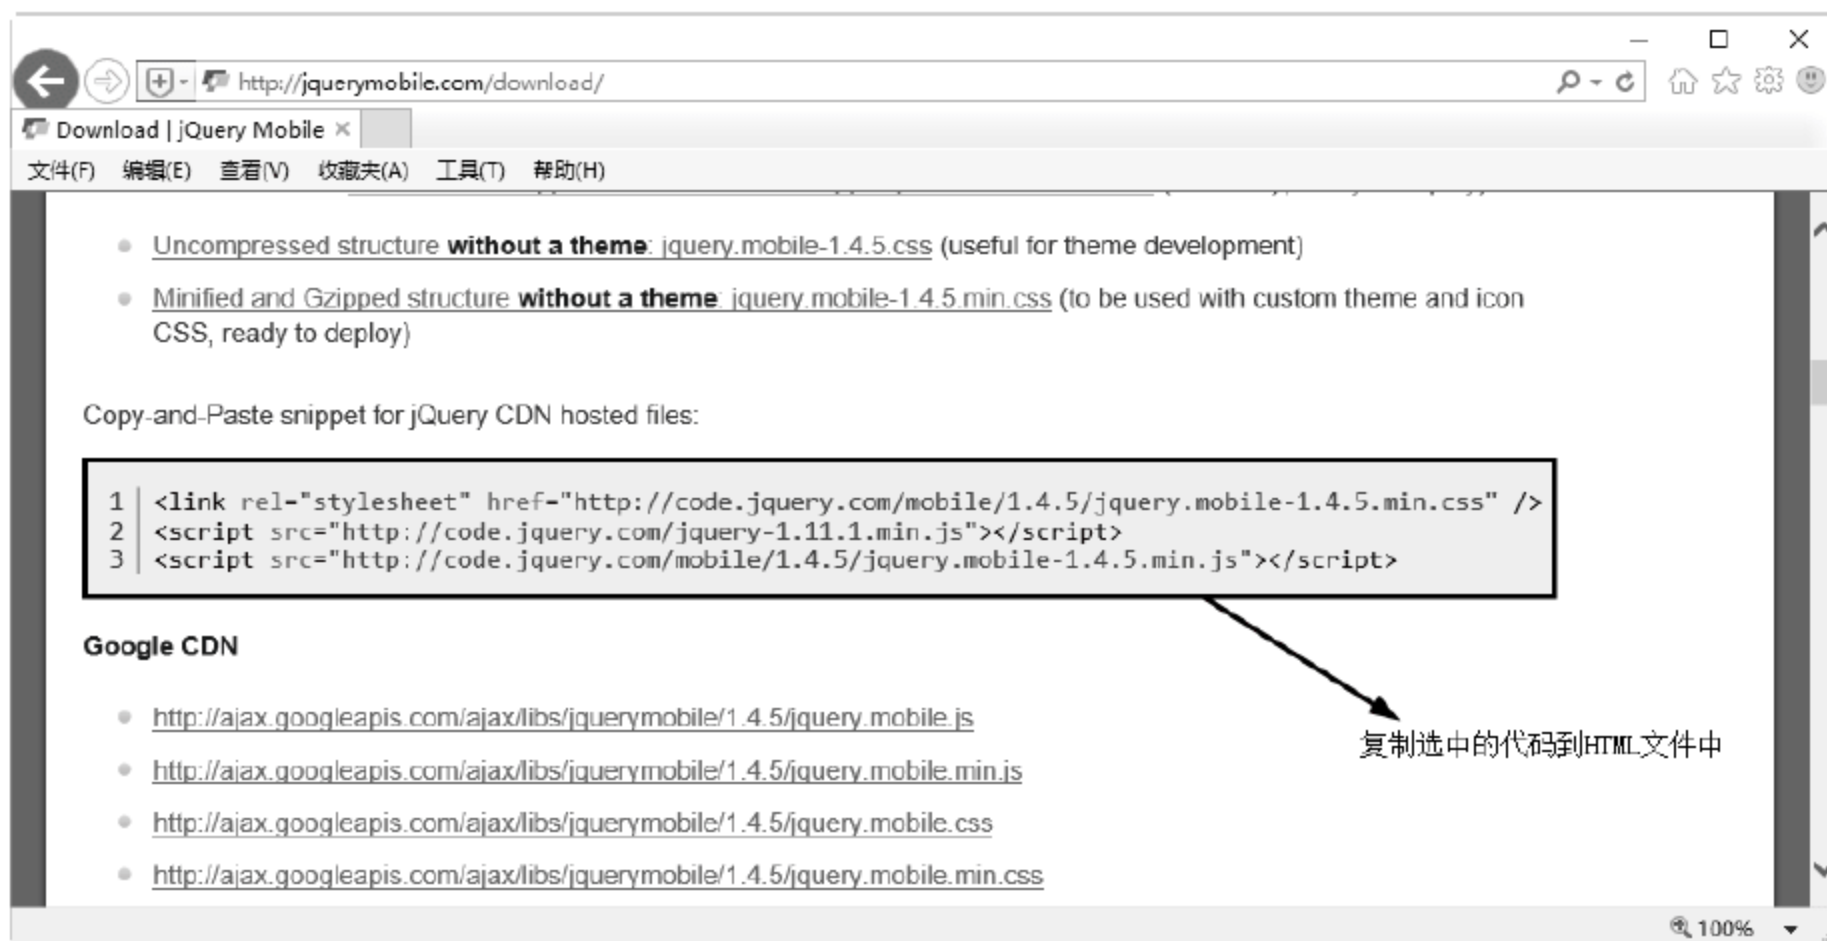 http://jquerymobile.com/download/
Download | jQuery Mobile
文件(F) 编辑(E) 查看(V) 收藏夹(A) 工具(T) 帮助(H)
Uncompressed structure without a theme: jquery.mobile-1.4.5.css (useful for theme development)
Minified and Gzipped structure without a theme: jquery.mobile-1.4.5.min.css (to be used with custom theme and icon
CSS, ready to deploy)
Copy-and-Paste snippet for jQuery CDN hosted files:
1 <link rel="stylesheet" href="http://code.jquery.com/mobile/1.4.5/jquery.mobile-1.4.5.min.css" />
2 <script src="http://code.jquery.com/jquery-1.11.1.min.js"></script>
3 <script src="http://code.jquery.com/mobile/1.4.5/jquery.mobile-1.4.5.min.js"></script>
Google CDN
http://ajax.googleapis.com/ajax/libs/jquerymobile/1.4.5/jquery.mobile.js
复制选中的代码到HTML文件中
http://ajax.googleapis.com/ajax/libs/jquerymobile/1.4.5/jquery.mobile.min.js
http://ajax.googleapis.com/ajax/libs/jquerymobile/1.4.5/jquery.mobile.css
http://ajax.googleapis.com/ajax/libs/jquerymobile/1.4.5/jquery.mobile.min.css
100%